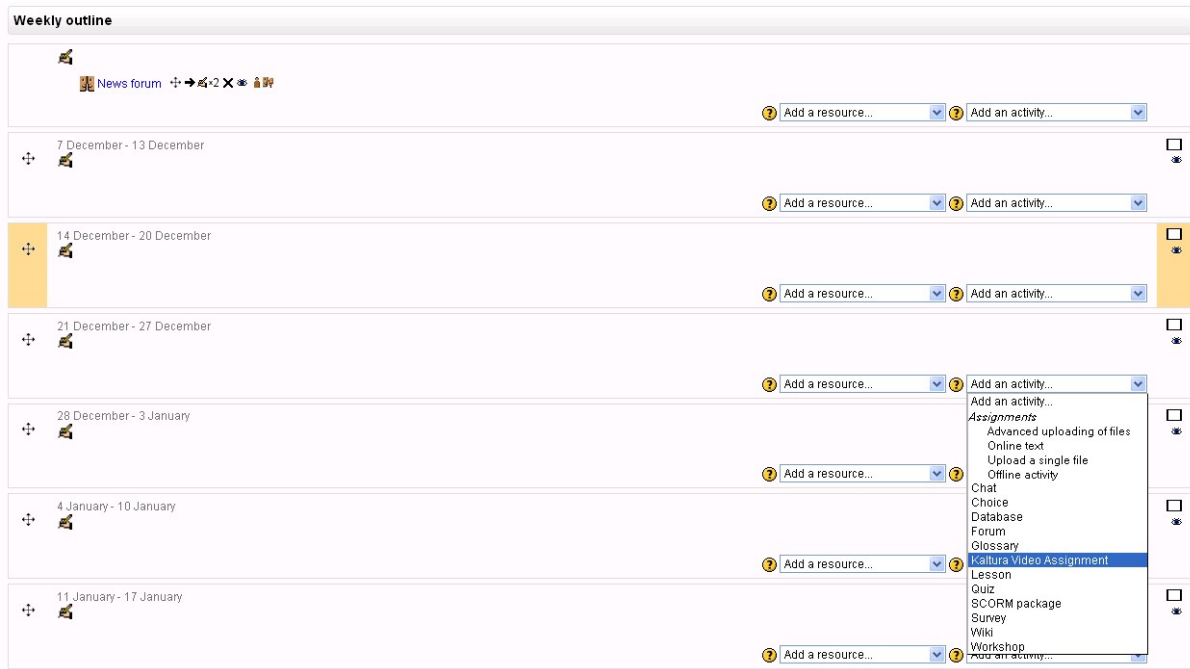 Weekly outline
News forum ×2
? Add a resource... ? Add an activity...
7 December - 13 December
? Add a resource... ? Add an activity...
14 December - 20 December
? Add a resource... ? Add an activity...
21 December - 27 December
? Add a resource... ? Add an activity...
Add an activity...
Assignments
Advanced uploading of files
Online text
Upload a single file
Offline activity
Chat
Choice
Database
Forum
Glossary
Kaltura Video Assignment
Lesson
Quiz
SCORM package
Survey
Wiki
Workshop
28 December - 3 January
? Add a resource... ?
4 January - 10 January
? Add a resource... ?
11 January - 17 January
? Add a resource... ? Add an activity...